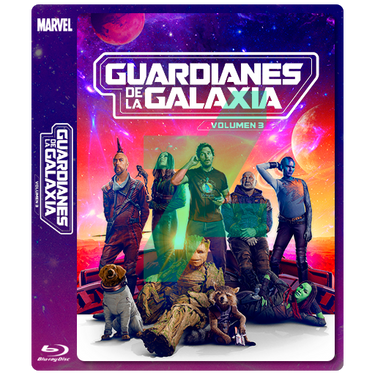 MARVEL
GUARDIANES
DE LA GALAXIA
VOLUMEN 3
Blu-ray Disc
GUARDIANES
DE LA GALAXIA
VOLUMEN 3